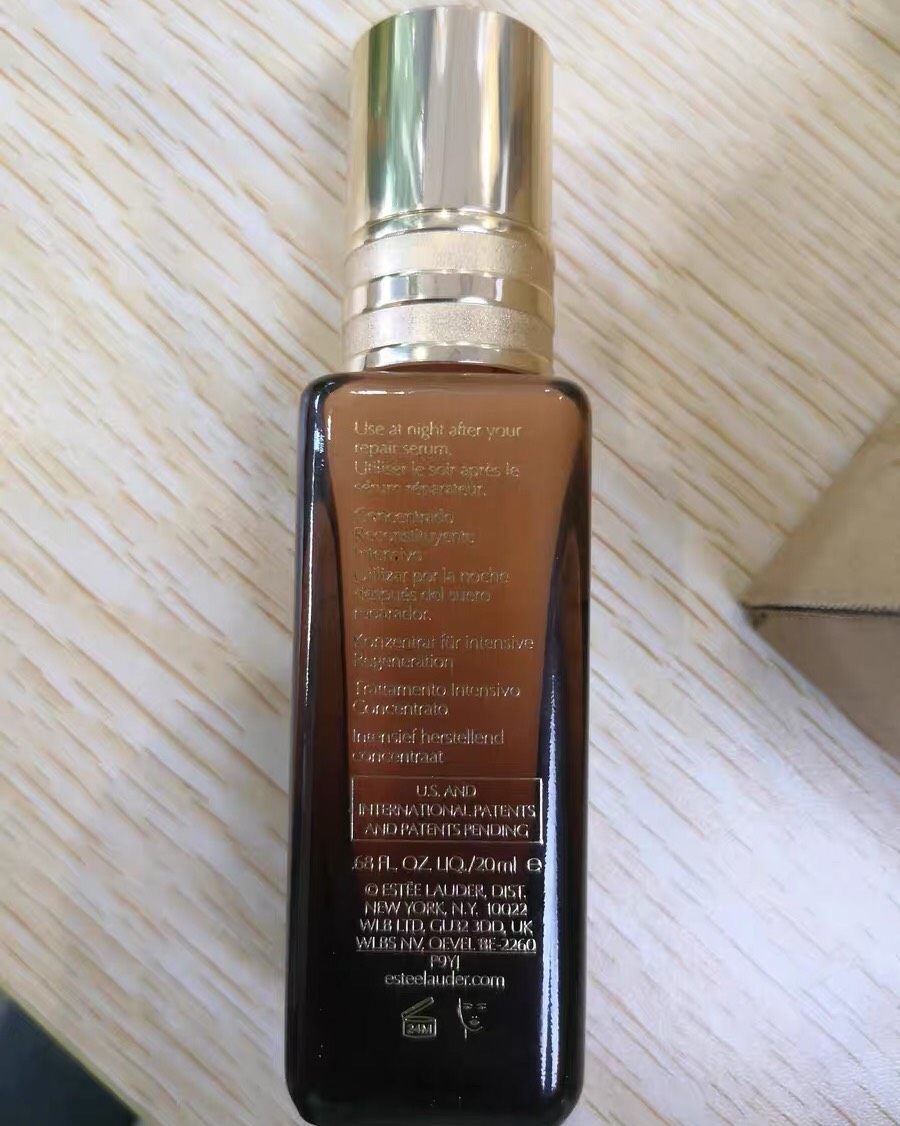 Use at night after your
repair serum.
Utiliser le soir après le
sérum réparateur.
Concentrado
Reconstituyente
Intensivo
Utilizar por la noche
después del suero
reparador.
Konzentrat für intensive
Regeneration
Trattamento Intensivo
Concentrato
Intensief herstellend
concentraat
U.S. AND
INTERNATIONAL PATENTS
AND PATENTS PENDING
.68 FL. OZ. LIQ./20ml ℮
© ESTĒE LAUDER, DIST.
NEW YORK, N.Y. 10022
WLB LTD, GU32 3DD, UK
WLBS NV, OEVEL BE-2260
P9YJ
esteelauder.com
24M